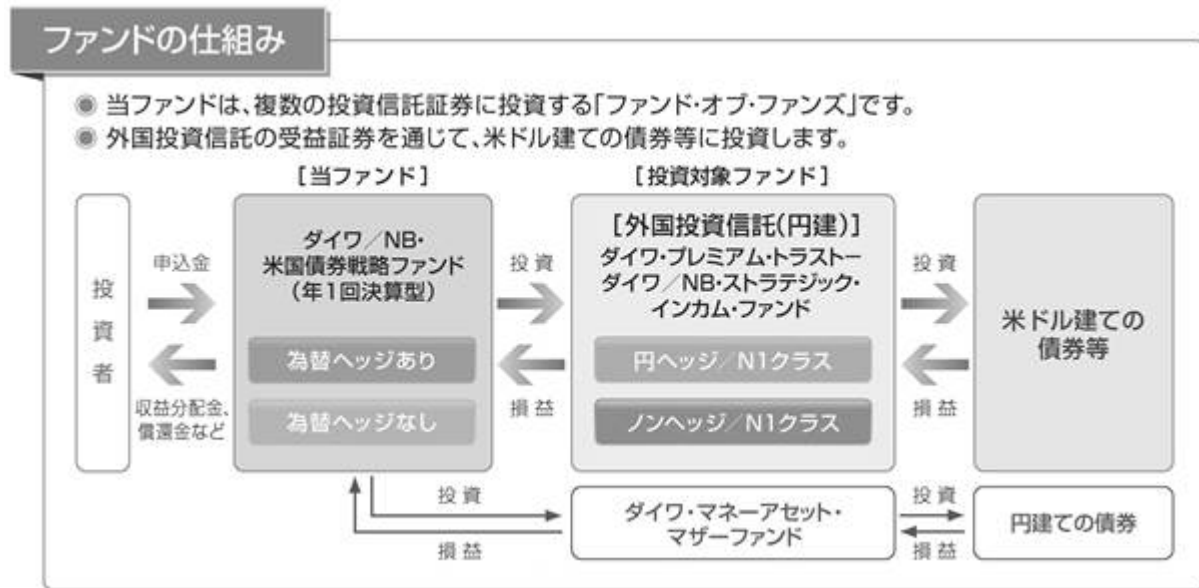 ファンドの仕組み
◉ 当ファンドは、複数の投資信託証券に投資する「ファンド・オブ・ファンズ」です。
◉ 外国投資信託の受益証券を通じて、米ドル建ての債券等に投資します。
[当ファンド]
[投資対象ファンド]
投資者
申込金
収益分配金、
償還金など
ダイワ／NB・
米国債券戦略ファンド
(年1回決算型)
為替ヘッジあり
為替ヘッジなし
投資
損益
[外国投資信託(円建)]
ダイワ・プレミアム・トラスト－
ダイワ／NB・ストラテジック・
インカム・ファンド
円ヘッジ／N1クラス
ノンヘッジ／N1クラス
投資
損益
米ドル建ての
債券等
投資
損益
ダイワ・マネーアセット・
マザーファンド
投資
損益
円建ての債券